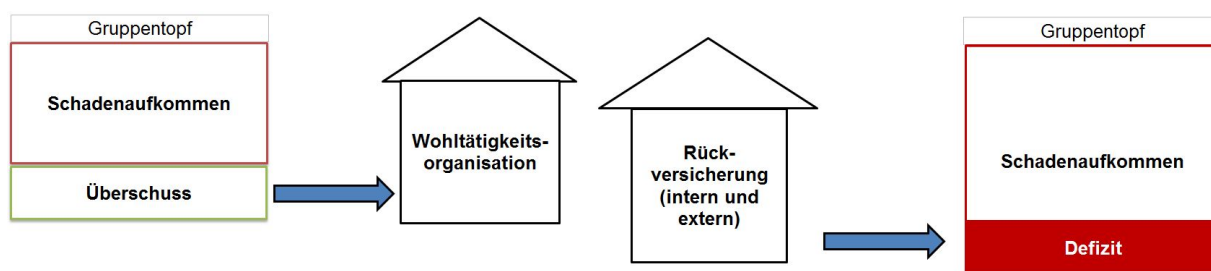 Gruppentopf
Schadenaufkommen
Überschuss
Wohltätigkeits-
organisation
Rück-
versicherung
(intern und
extern)
Gruppentopf
Schadenaufkommen
Defizit